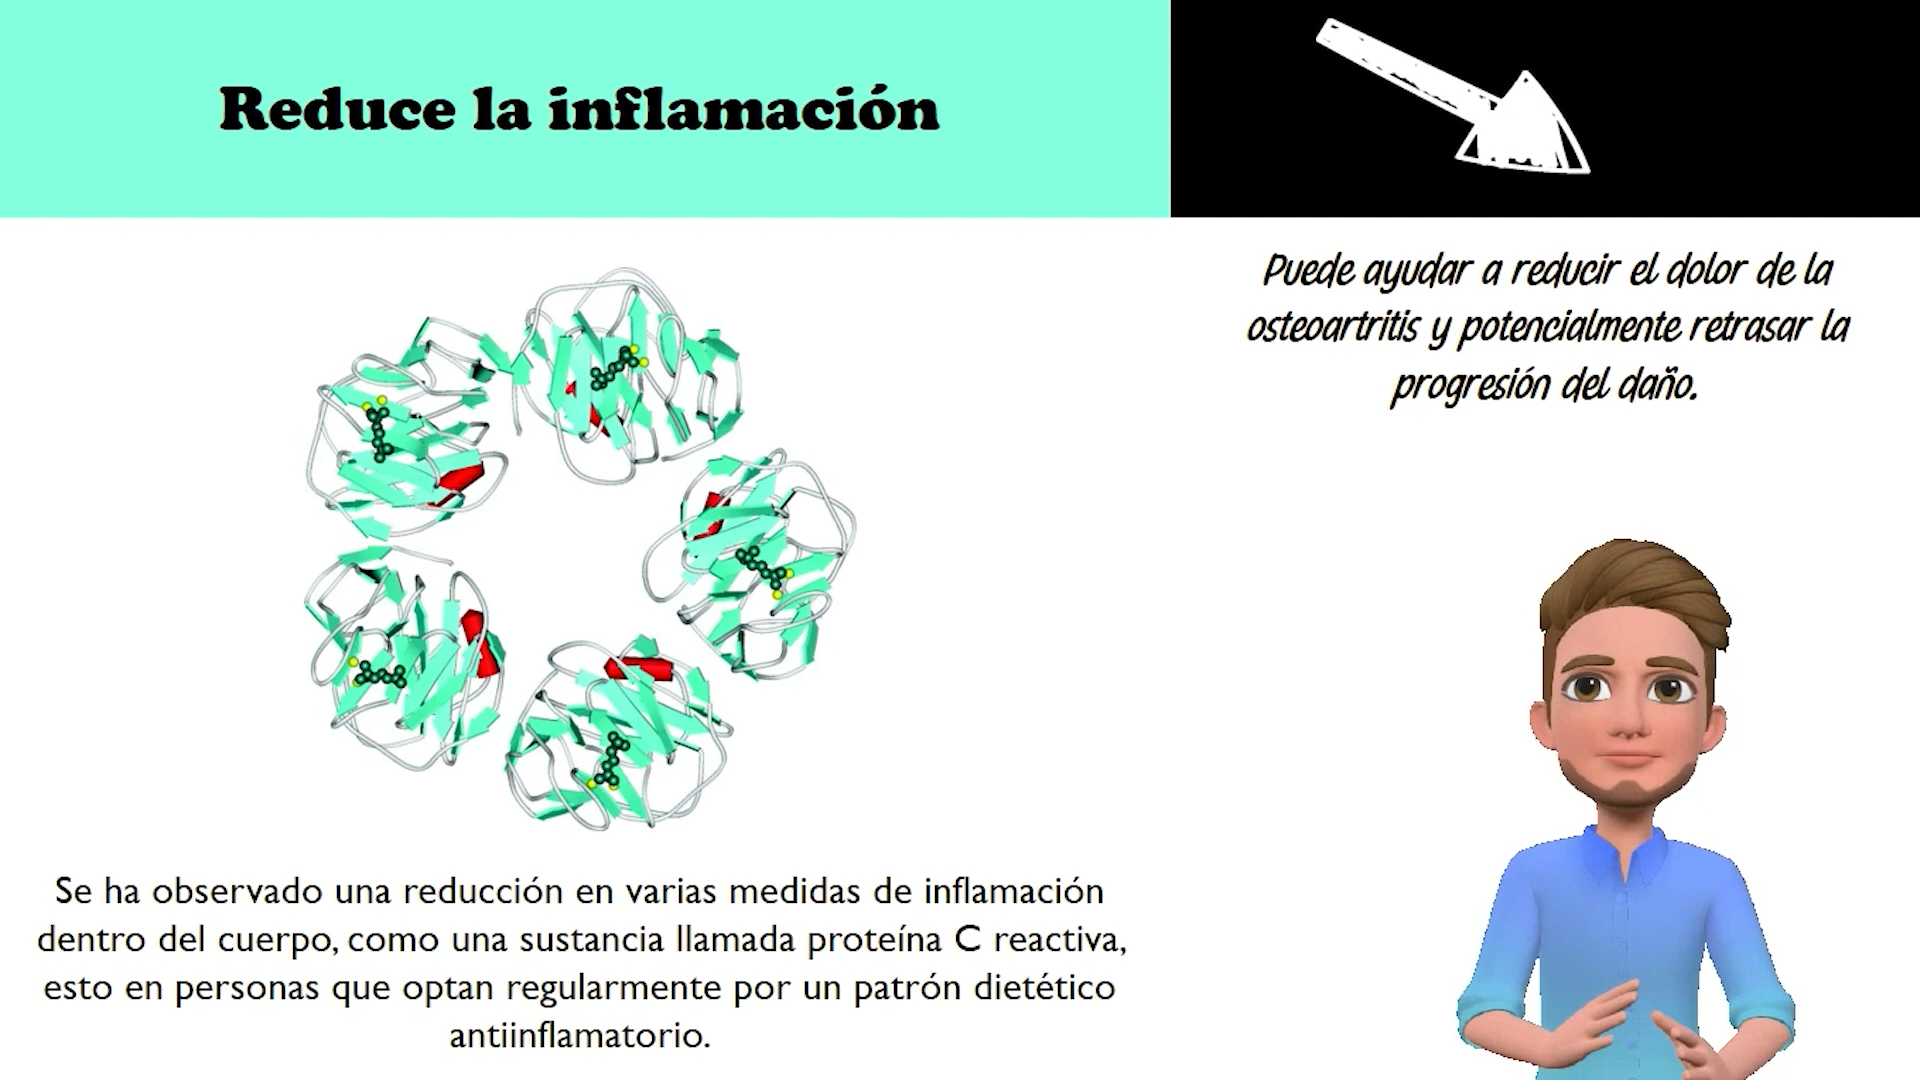 Reduce la inflamación
Puede ayudar a reducir el dolor de la
osteoartritis y potencialmente retrasar la
progresión del daño.
Se ha observado una reducción en varias medidas de inflamación
dentro del cuerpo, como una sustancia llamada proteína C reactiva,
esto en personas que optan regularmente por un patrón dietético
antiinflamatorio.